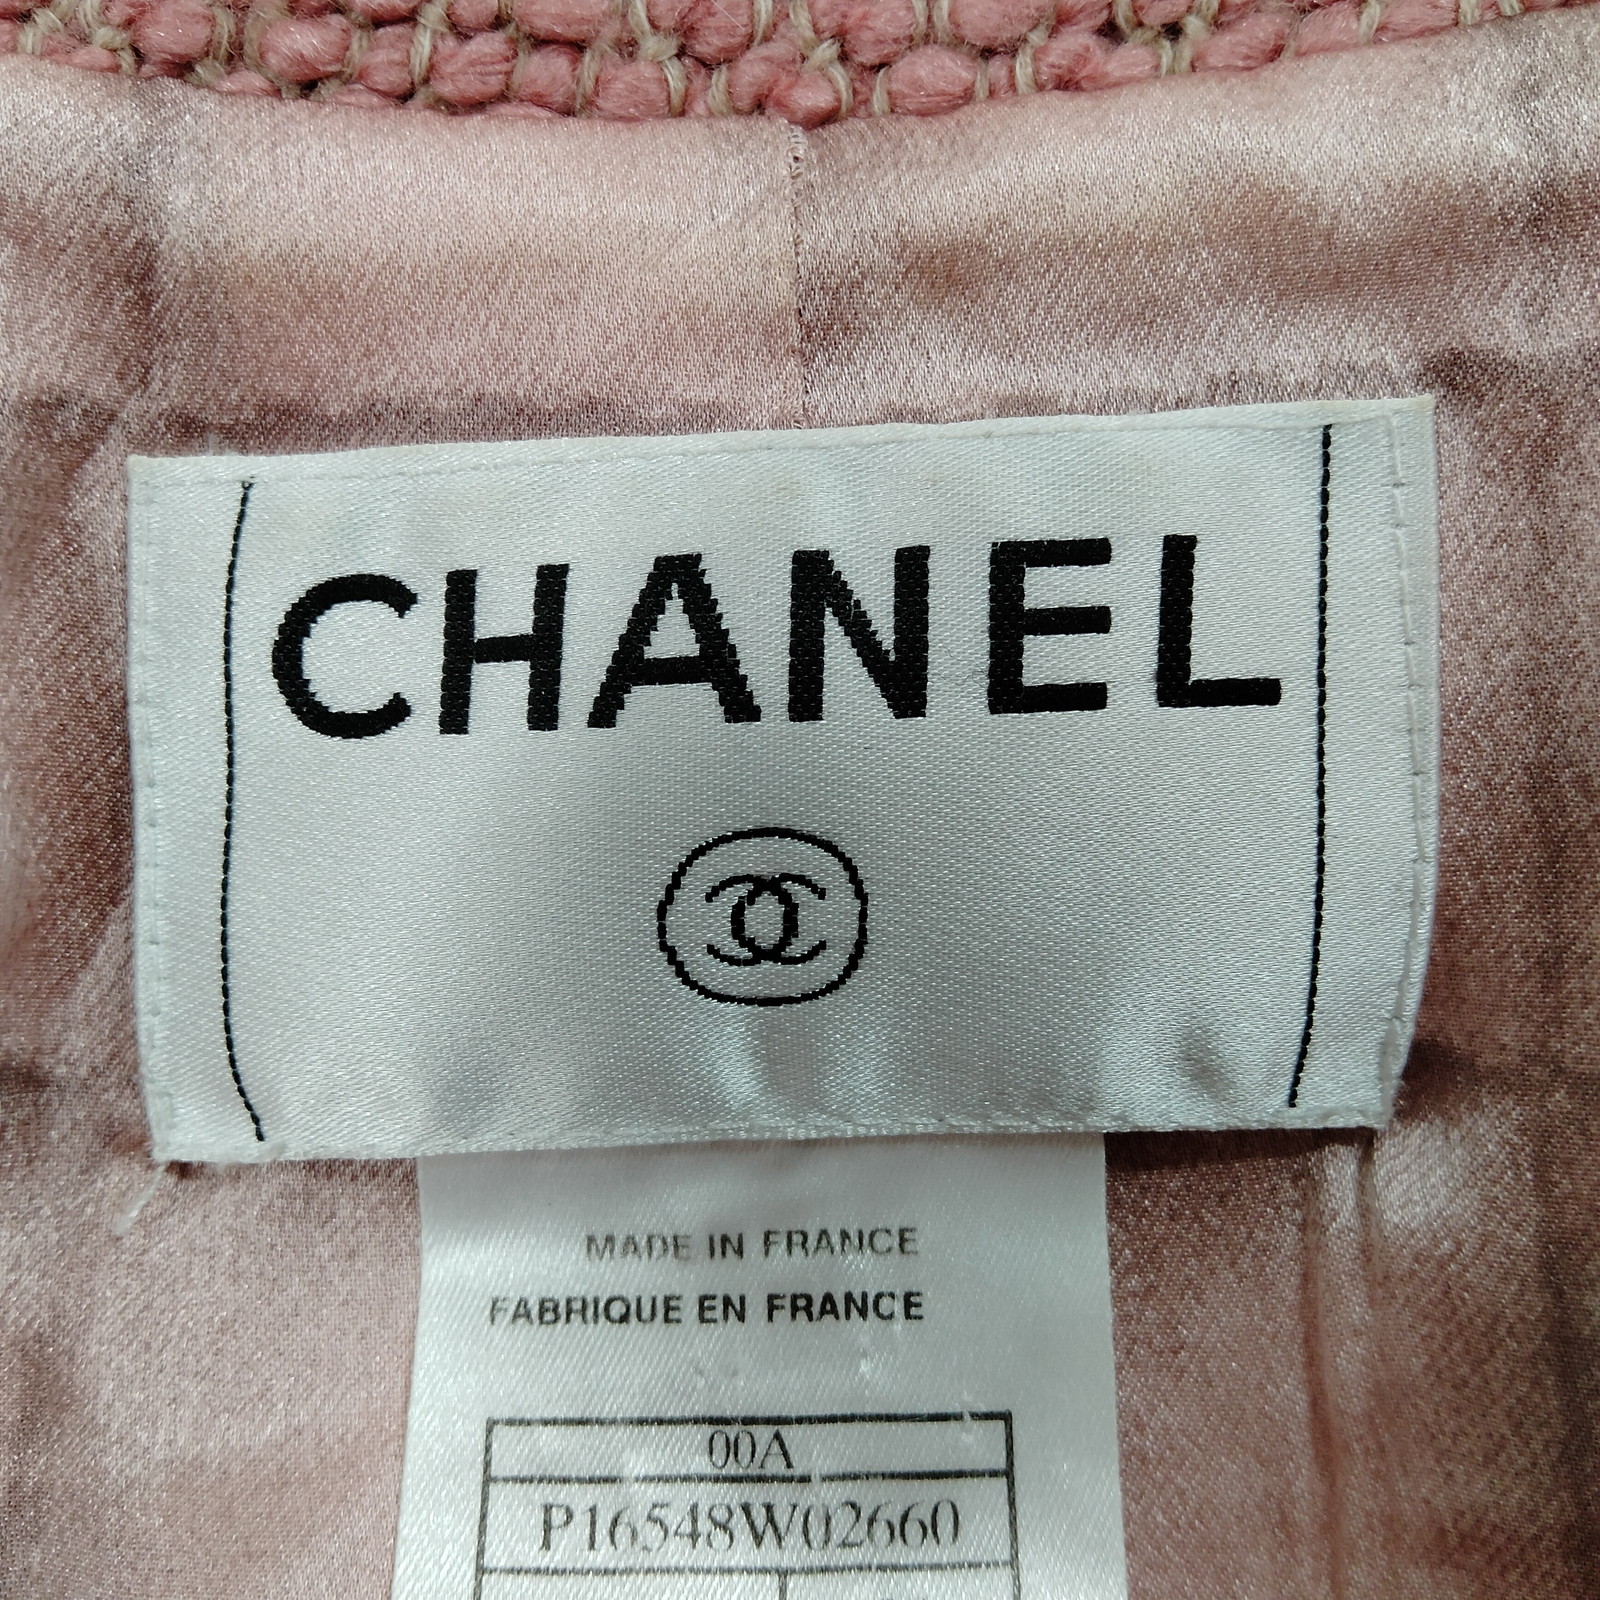 CHANEL
MADE IN FRANCE
FABRIQUE EN FRANCE
00A
P16548W02660